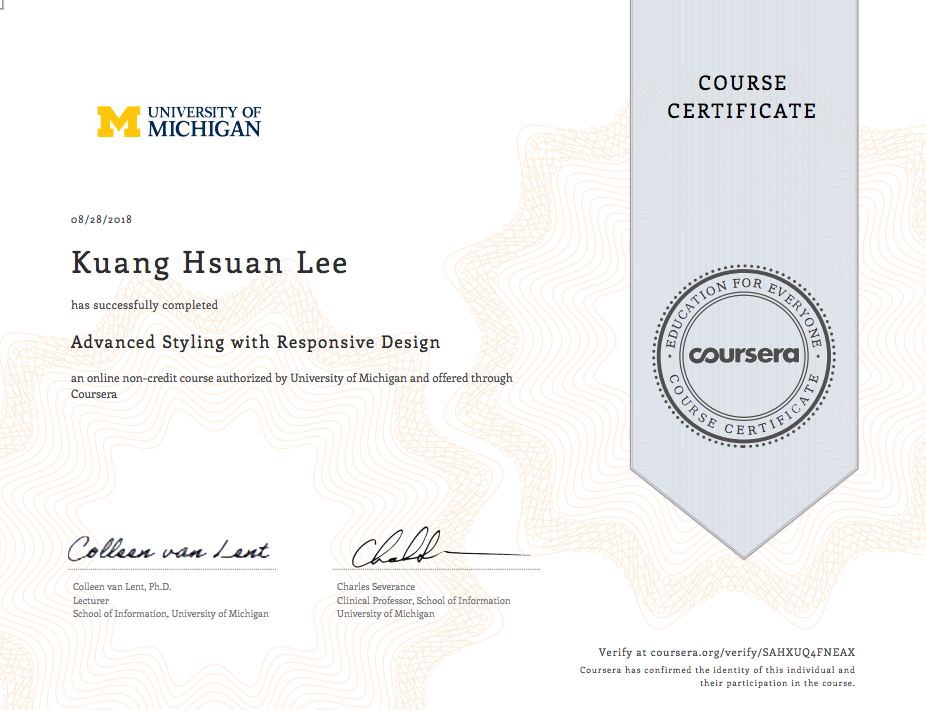 UNIVERSITY OF
MICHIGAN
COURSE
CERTIFICATE
08/28/2018
Kuang Hsuan Lee
has successfully completed
Advanced Styling with Responsive Design
an online non-credit course authorized by University of Michigan and offered through
Coursera
EDUCATION FOR EVERYONE
coursera
COURSE CERTIFICATE
Colleen van Lent
Colleen van Lent, Ph.D.
Lecturer
School of Information, University of Michigan
Charles Severance
Clinical Professor, School of Information
University of Michigan
Verify at coursera.org/verify/SAHXUQ4FNEAX
Coursera has confirmed the identity of this individual and
their participation in the course.